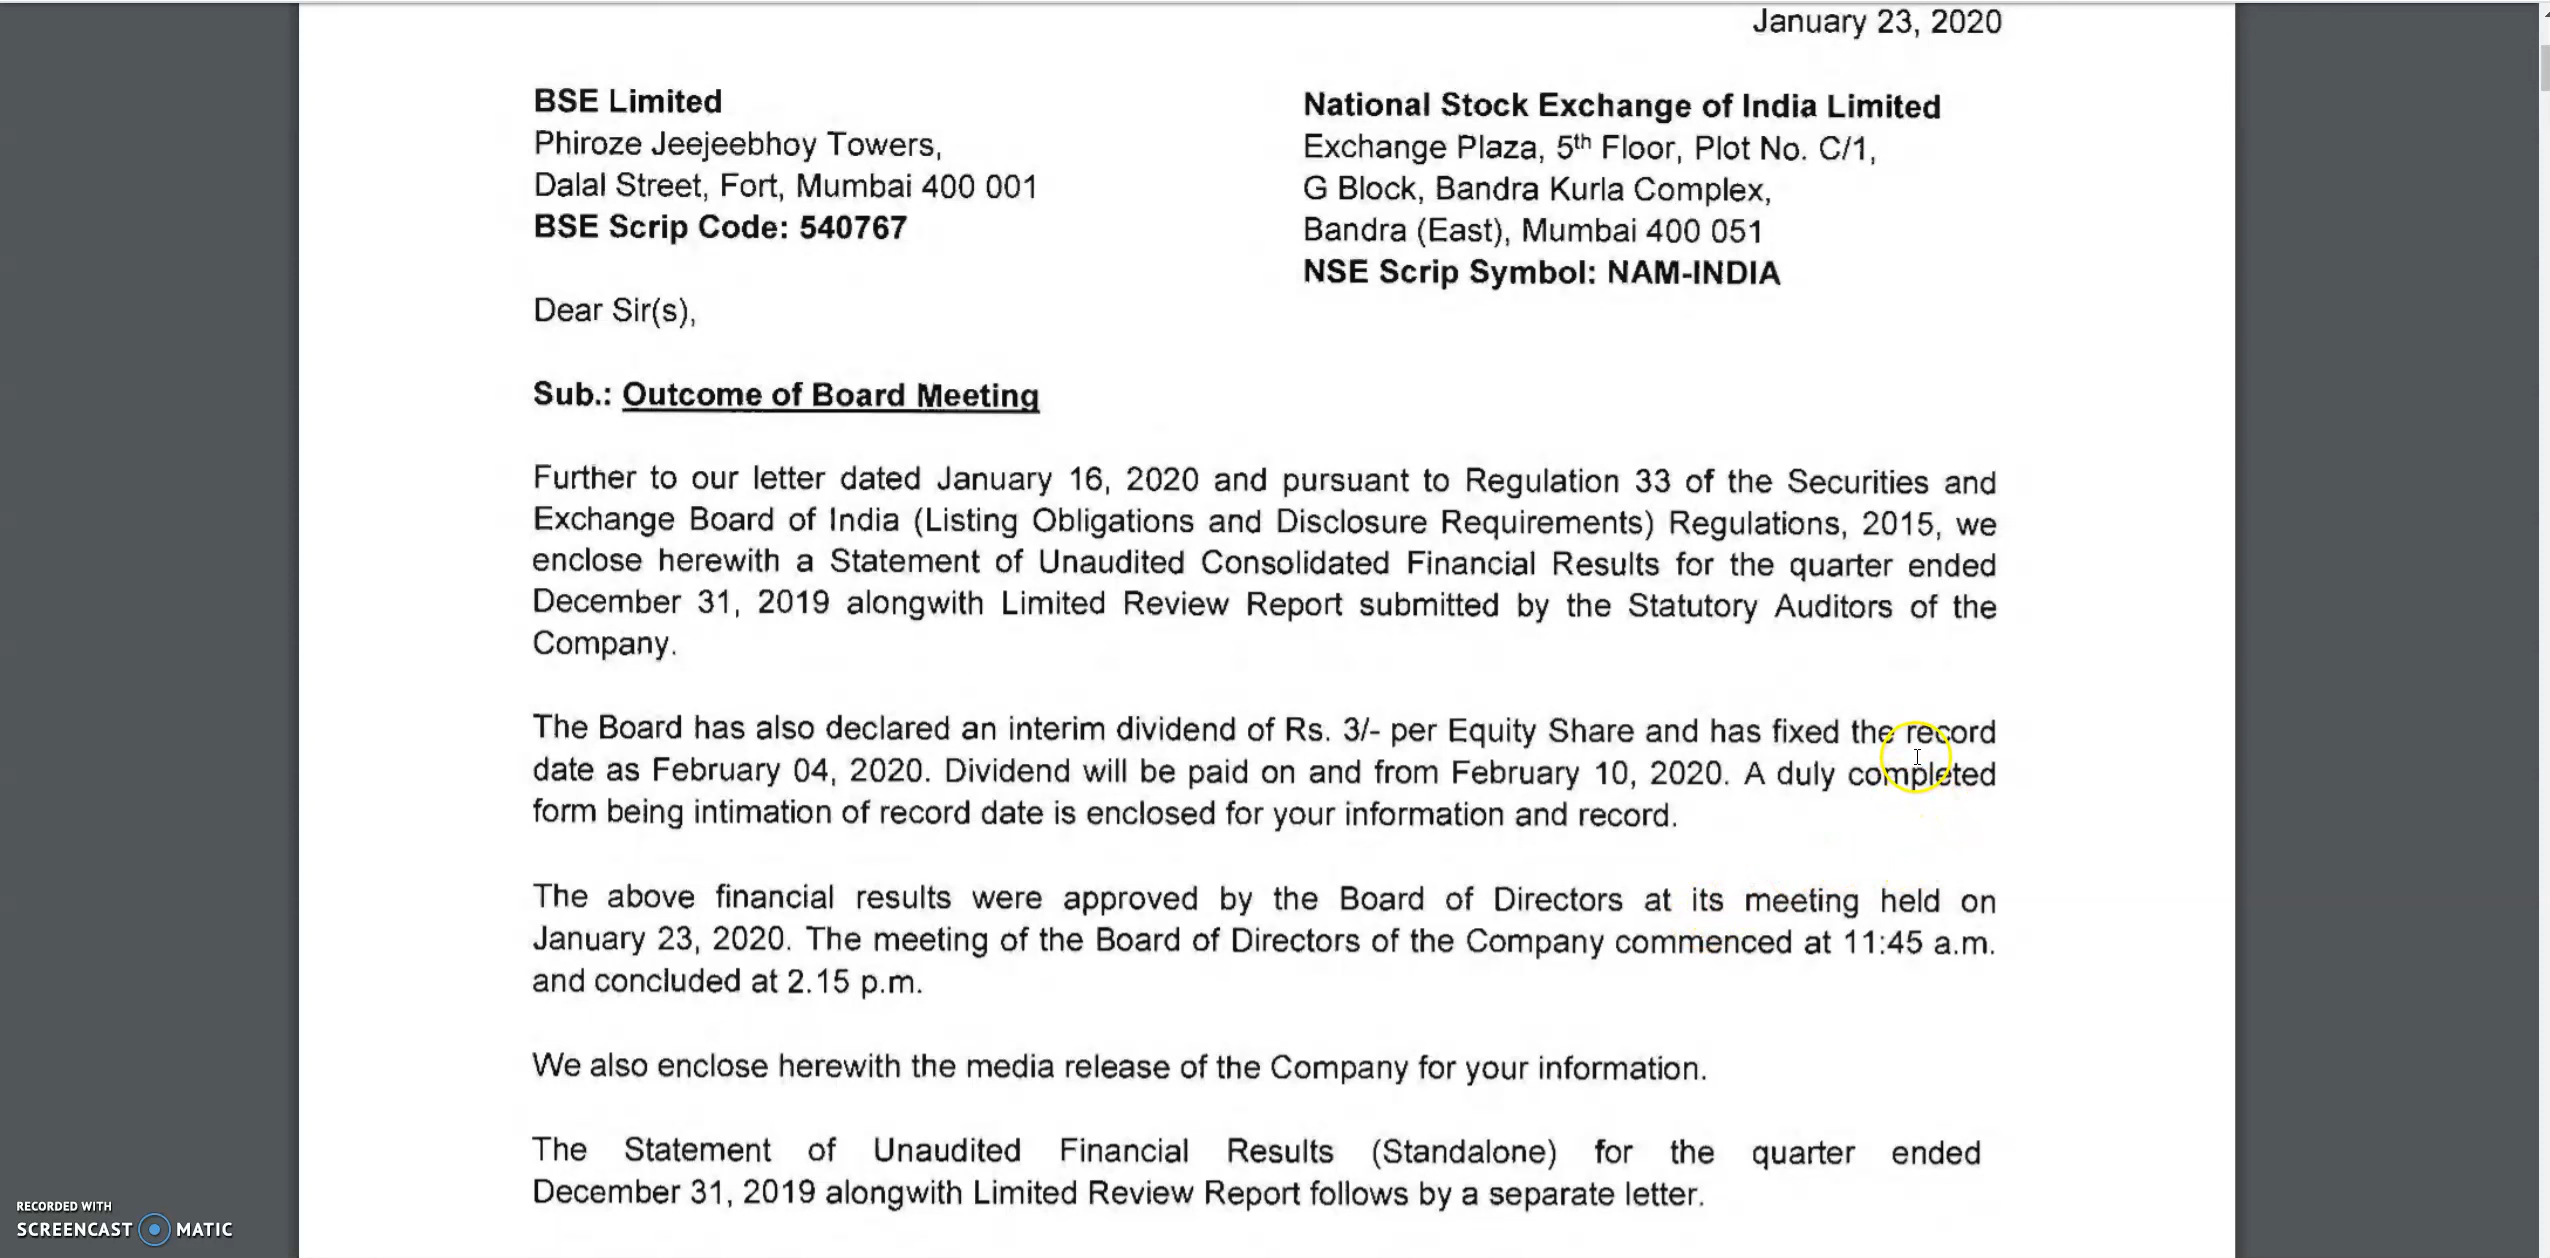 January 23, 2020
BSE Limited
Phiroze Jeejeebhoy Towers,
Dalal Street, Fort, Mumbai 400 001
BSE Scrip Code: 540767
National Stock Exchange of India Limited
Exchange Plaza, 5th Floor, Plot No. C/1,
G Block, Bandra Kurla Complex,
Bandra (East), Mumbai 400 051
NSE Scrip Symbol: NAM-INDIA
Dear Sir(s),
Sub.: Outcome of Board Meeting
Further to our letter dated January 16, 2020 and pursuant to Regulation 33 of the Securities and
Exchange Board of India (Listing Obligations and Disclosure Requirements) Regulations, 2015, we
enclose herewith a Statement of Unaudited Consolidated Financial Results for the quarter ended
December 31, 2019 alongwith Limited Review Report submitted by the Statutory Auditors of the
Company.
The Board has also declared an interim dividend of Rs. 3/- per Equity Share and has fixed the record
date as February 04, 2020. Dividend will be paid on and from February 10, 2020. A duly completed
form being intimation of record date is enclosed for your information and record.
The above financial results were approved by the Board of Directors at its meeting held on
January 23, 2020. The meeting of the Board of Directors of the Company commenced at 11:45 a.m.
and concluded at 2.15 p.m.
We also enclose herewith the media release of the Company for your information.
The Statement of Unaudited Financial Results (Standalone) for the quarter ended
December 31, 2019 alongwith Limited Review Report follows by a separate letter.
RECORDED WITH
SCREENCAST MATIC